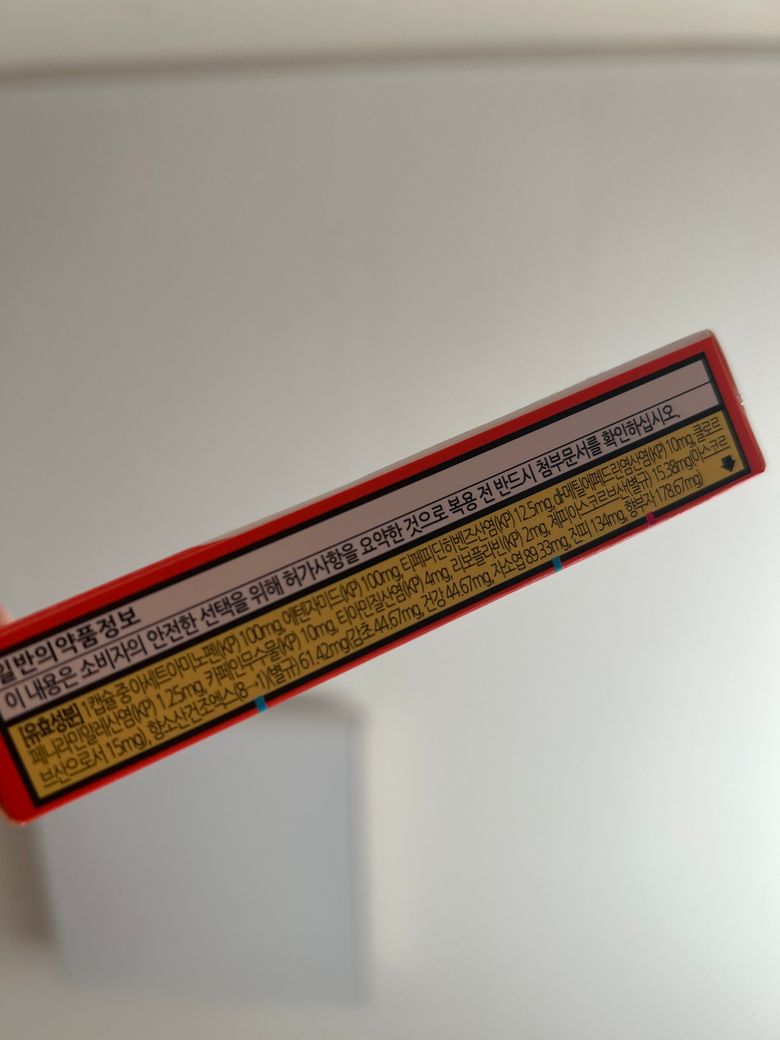 일반의약품정보
이 내용은 소비자의 안전한 선택을 위해 허가사항을 요약한 것으로 복용 전 반드시 첨부문서를 확인하십시오.
[유효성분] 1캡슐 중 아세트아미노펜(KP) 100mg, 에텐자미드(KP) 100mg, 티페피딘히벤즈산염(KP) 12.5mg, dl-메틸에페드린염산염(KP) 10mg, 클로르
페니라민말레산염(KP) 1.25mg, 카페인무수물(KP) 10mg, 티아민질산염(KP) 4mg, 리보플라빈(KP) 2mg, 제피아스코르브산(별규) 15.38mg(아스코르
브산으로서 15mg), 향소산건조엑스(8→1)(별규) 61.42mg(감초 44.67mg, 건강 44.67mg, 자소엽 89.33mg, 진피 134mg, 향부자 178.67mg)